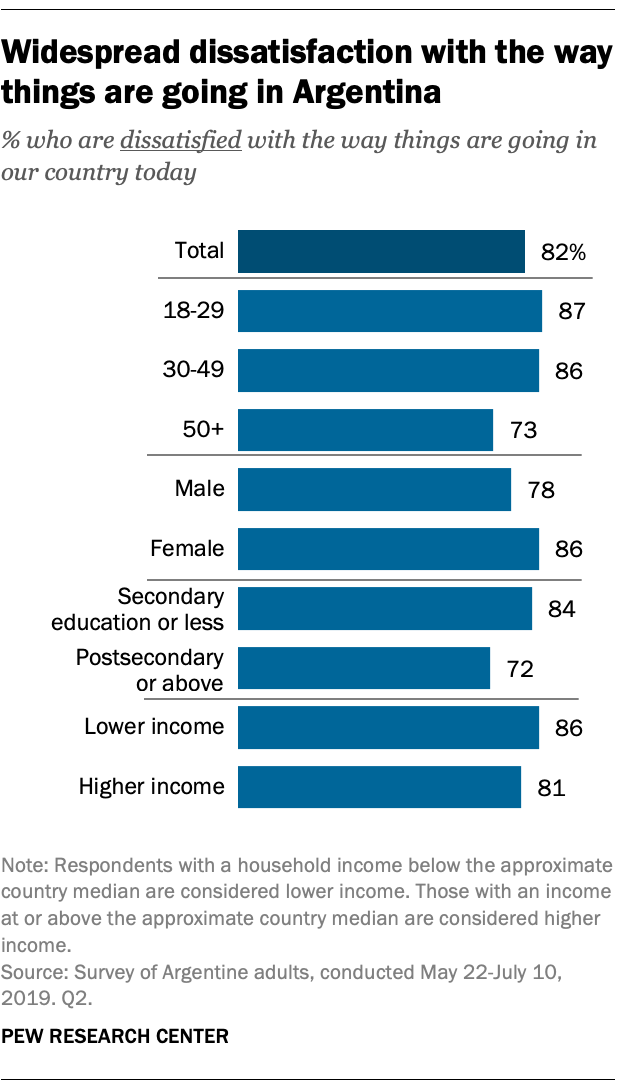 Widespread dissatisfaction with the way
things are going in Argentina
% who are dissatisfied with the way things are going in
our country today
Total 82%
18-29 87
30-49 86
50+ 73
Male 78
Female 86
Secondary
education or less 84
Postsecondary
or above 72
Lower income 86
Higher income 81
Note: Respondents with a household income below the approximate
country median are considered lower income. Those with an income
at or above the approximate country median are considered higher
income.
Source: Survey of Argentine adults, conducted May 22-July 10,
2019. Q2.
PEW RESEARCH CENTER